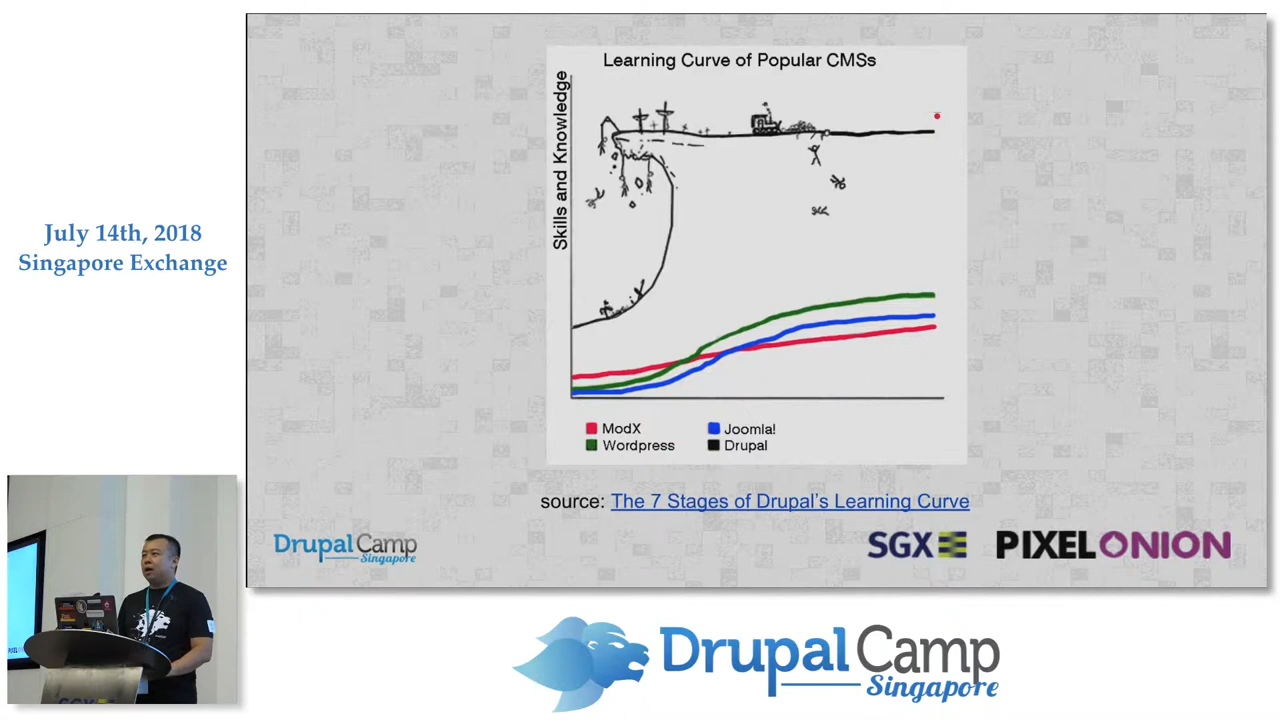 July 14th, 2018
Singapore Exchange
Learning Curve of Popular CMSs
Skills and Knowledge
ModX
Joomla!
Wordpress
Drupal
source: The 7 Stages of Drupal's Learning Curve
DrupalCamp
Singapore
SGX
PIXELONION
DrupalCamp
Singapore